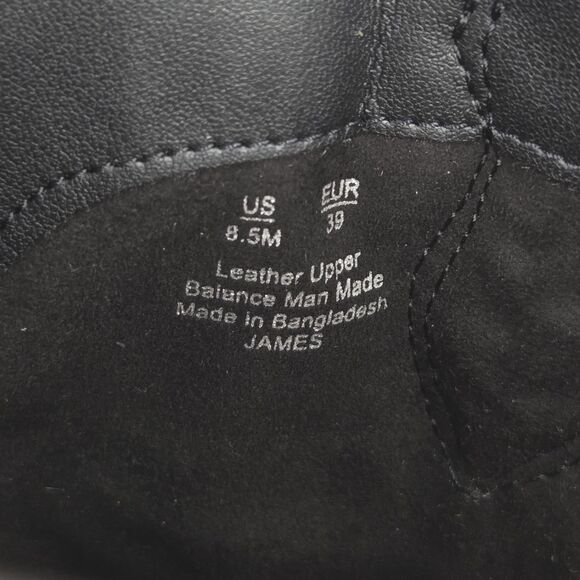 US EUR
8.5M 39
Leather Upper
Balance Man Made
Made in Bangladesh
JAMES